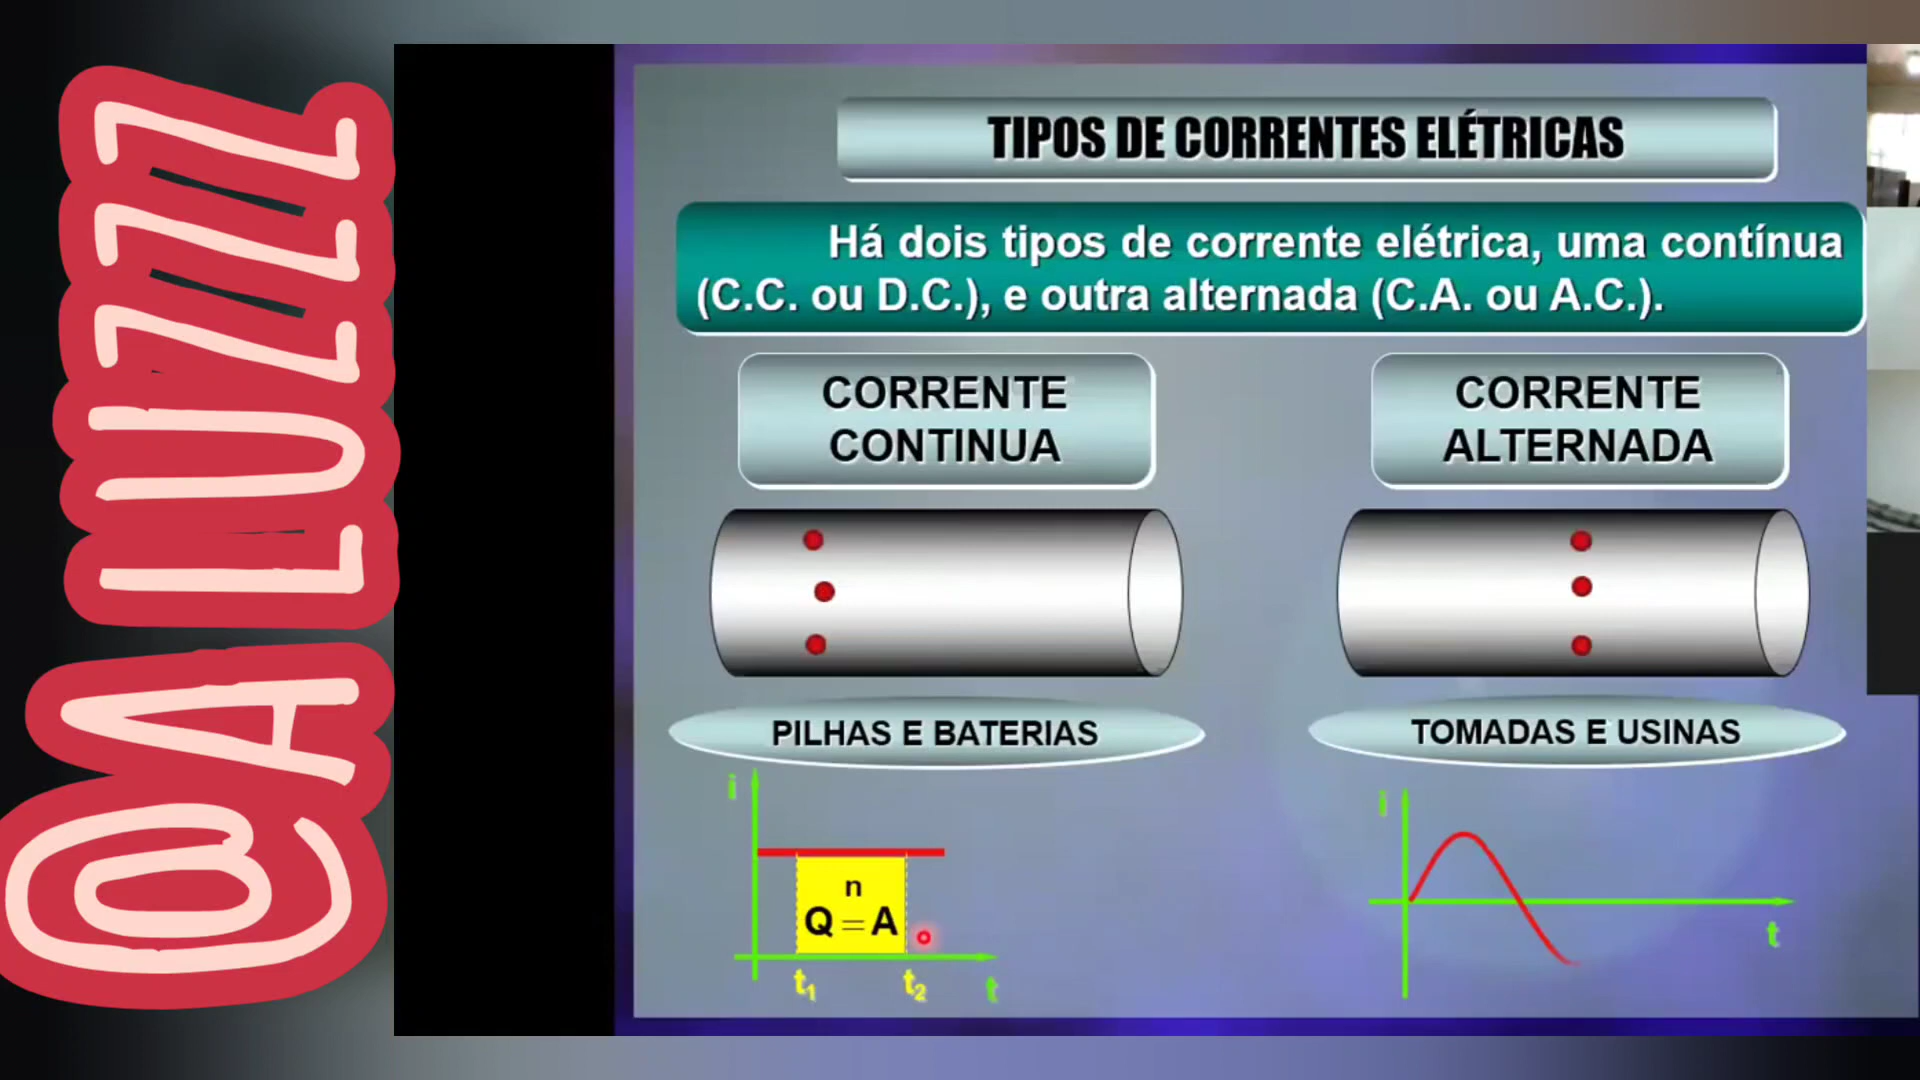 @ALUZZZ
TIPOS DE CORRENTES ELÉTRICAS
Há dois tipos de corrente elétrica, uma contínua
(C.C. ou D.C.), e outra alternada (C.A. ou A.C.).
CORRENTE
CONTINUA
CORRENTE
ALTERNADA
PILHAS E BATERIAS
TOMADAS E USINAS
i
n
Q = A
t₁
t₂
t
i
t